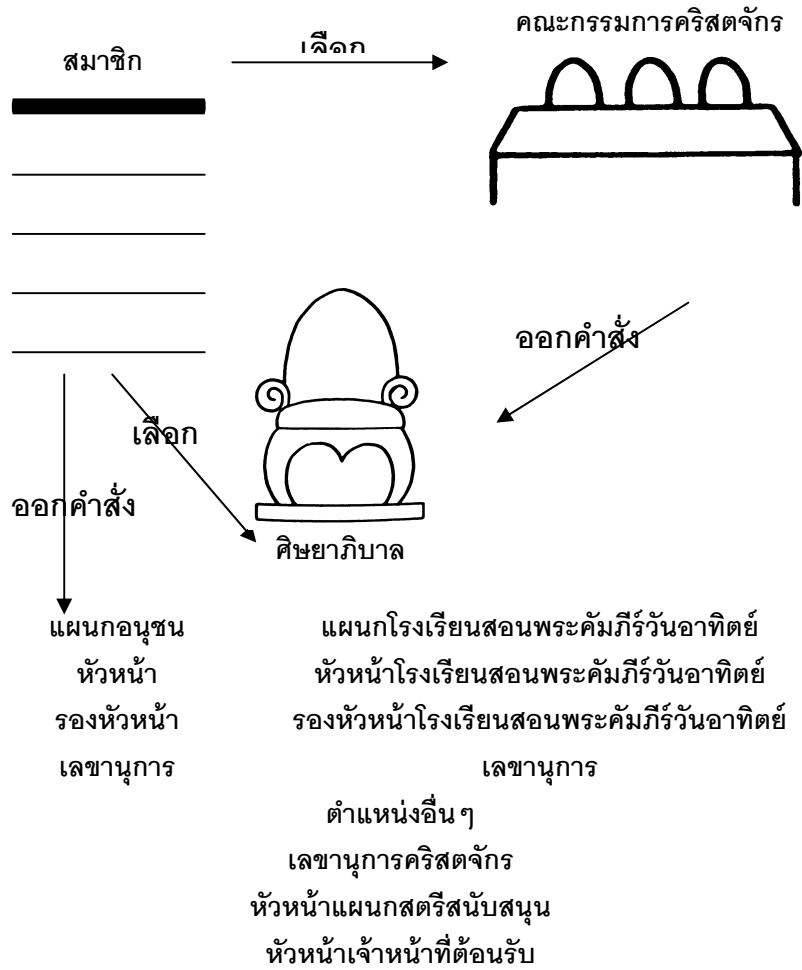 คณะกรรมการคริสตจักร
สมาชิก
เลือก
ออกคำสั่ง
เลือก
ออกคำสั่ง
ศิษยาภิบาล
แผนกอนุชน แผนกโรงเรียนสอนพระคัมภีร์วันอาทิตย์
หัวหน้า หัวหน้าโรงเรียนสอนพระคัมภีร์วันอาทิตย์
รองหัวหน้า รองหัวหน้าโรงเรียนสอนพระคัมภีร์วันอาทิตย์
เลขานุการ เลขานุการ
ตำแหน่งอื่น ๆ
เลขานุการคริสตจักร
หัวหน้าแผนกสตรีสนับสนุน
หัวหน้าเจ้าหน้าที่ต้อนรับ